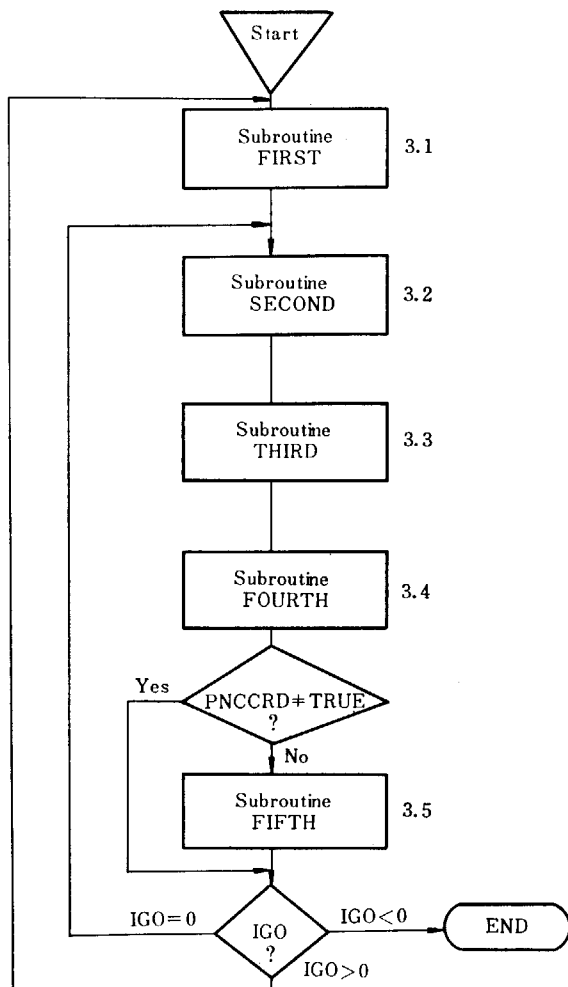 Start
Subroutine
FIRST
3.1
Subroutine
SECOND
3.2
Subroutine
THIRD
3.3
Subroutine
FOURTH
3.4
Yes
PNCCRD≠TRUE
?
No
Subroutine
FIFTH
3.5
IGO=0
IGO
?
IGO<0
END
IGO>0